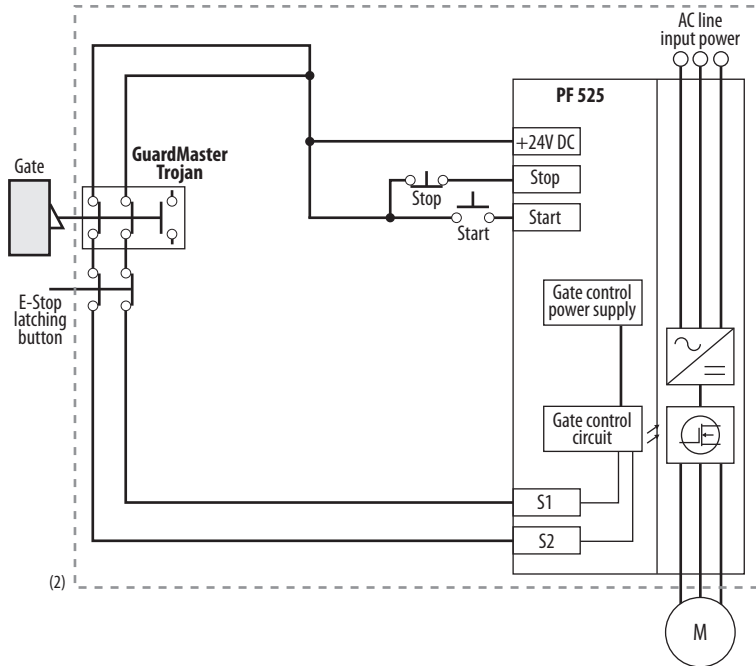 AC line
input power
PF 525
+24V DC
GuardMaster
Trojan
Gate
Stop
Stop
Start
Start
E-Stop
latching
button
Gate control
power supply
Gate control
circuit
S1
S2
(2)
M